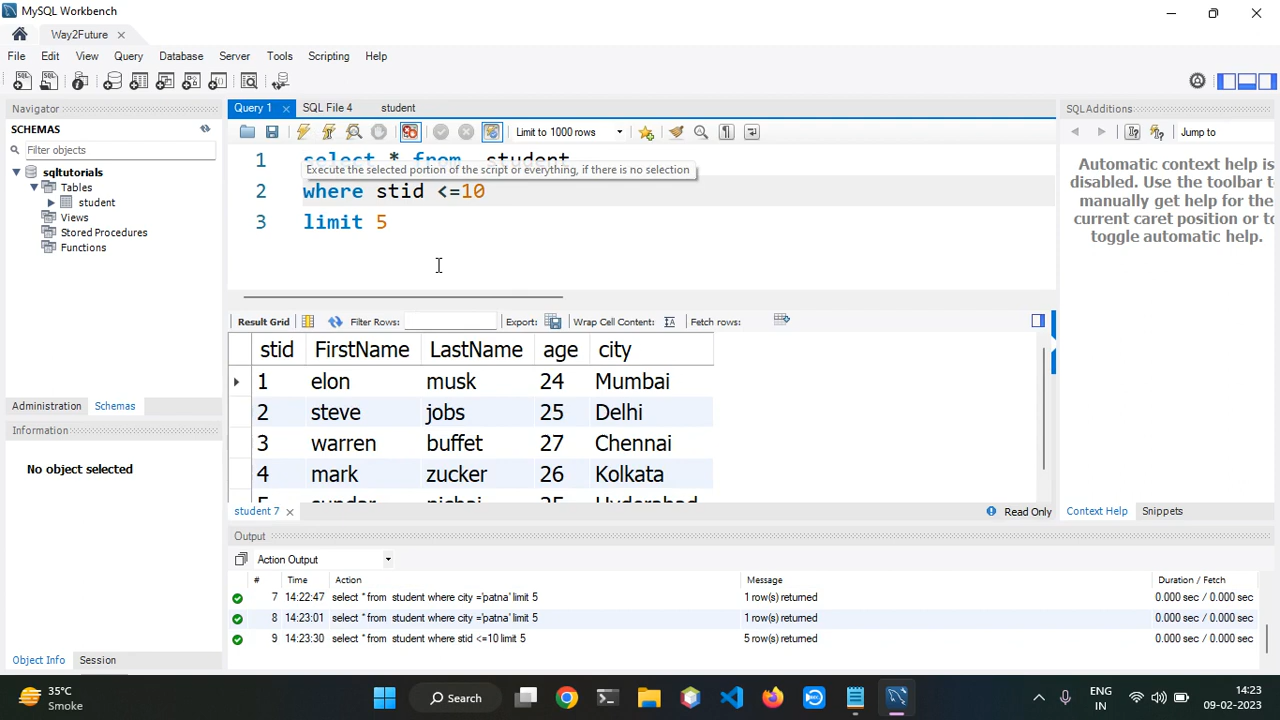 MySQL Workbench
Way2Future
File Edit View Query Database Server Tools Scripting Help
Navigator
SCHEMAS
Filter objects
sqltutorials
Tables
student
Views
Stored Procedures
Functions
Administration Schemas
Information
No object selected
Object Info Session
Query 1 SQL File 4 student
Limit to 1000 rows
1 select * from student
Execute the selected portion of the script or everything, if there is no selection
2 where stid <=10
3 limit 5
Result Grid Filter Rows: Export: Wrap Cell Content: Fetch rows:
stid FirstName LastName age city
1 elon musk 24 Mumbai
2 steve jobs 25 Delhi
3 warren buffet 27 Chennai
4 mark zucker 26 Kolkata
5 sundar pichai 35 Hyderabad
student 7 Read Only
SQLAdditions
Jump to
Automatic context help is
disabled. Use the toolbar t
manually get help for the
current caret position or to
toggle automatic help.
Context Help Snippets
Output
Action Output
# Time Action Message Duration / Fetch
7 14:22:47 select * from student where city ='patna' limit 5 1 row(s) returned 0.000 sec / 0.000 sec
8 14:23:01 select * from student where city ='patna' limit 5 1 row(s) returned 0.000 sec / 0.000 sec
9 14:23:30 select * from student where stid <=10 limit 5 5 row(s) returned 0.000 sec / 0.000 sec
35°C
Smoke
Search
ENG
IN
14:23
09-02-2023